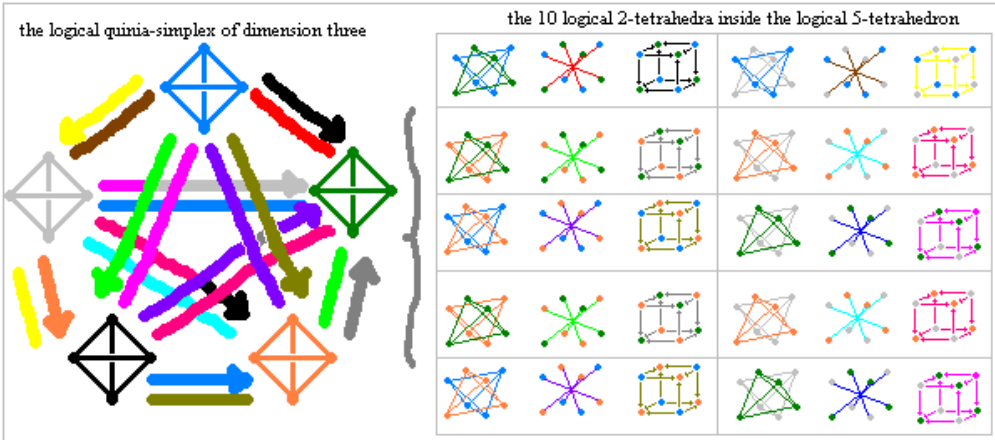 the logical quinia-simplex of dimension three
the 10 logical 2-tetrahedra inside the logical 5-tetrahedron